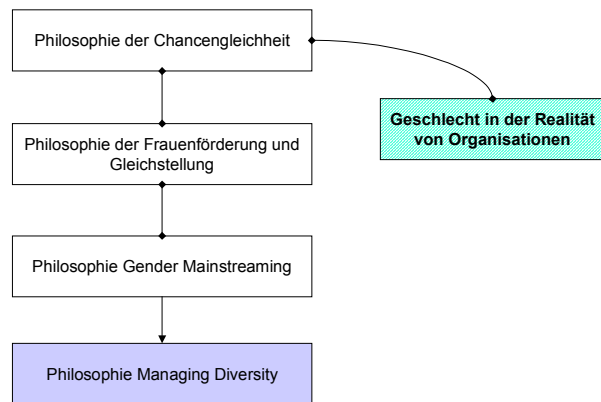 Philosophie der Chancengleichheit
Geschlecht in der Realität
von Organisationen
Philosophie der Frauenförderung und
Gleichstellung
Philosophie Gender Mainstreaming
Philosophie Managing Diversity